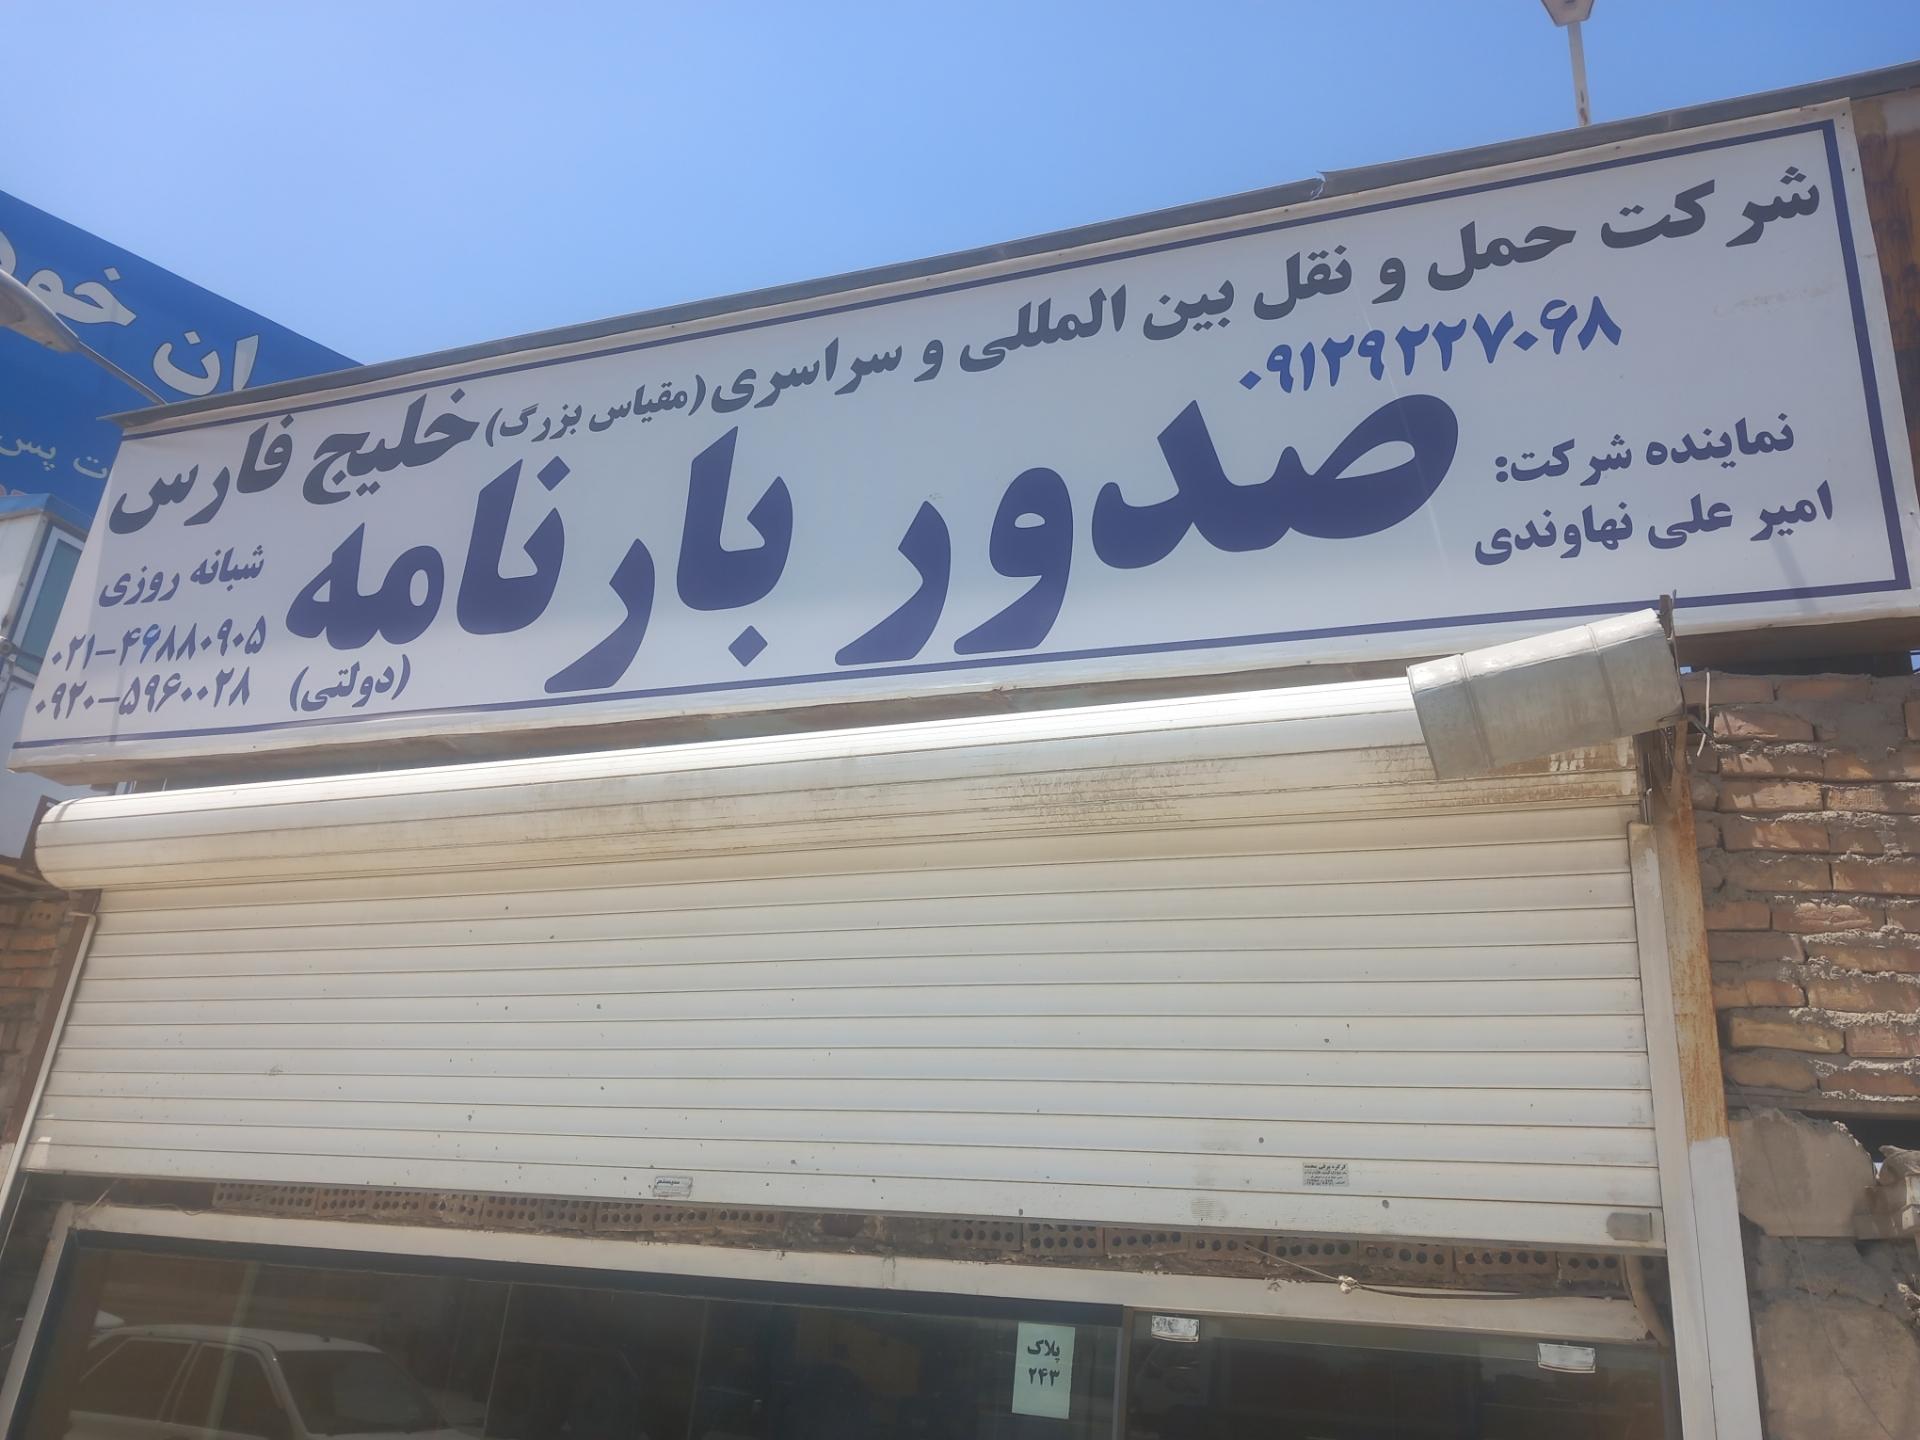 شرکت حمل و نقل بین المللی و سراسری (مقیاس بزرگ) خلیج فارس
۰۹۱۲۹۲۲۷۰۶۸
صدور بارنامه
(دولتی)
نماینده شرکت:
امیر علی نهاوندی
شبانه روزی
۰۲۱-۴۶۸۸۰۹۰۵
۰۹۲۰-۵۹۶۰۰۲۸
پلاک
۲۴۳